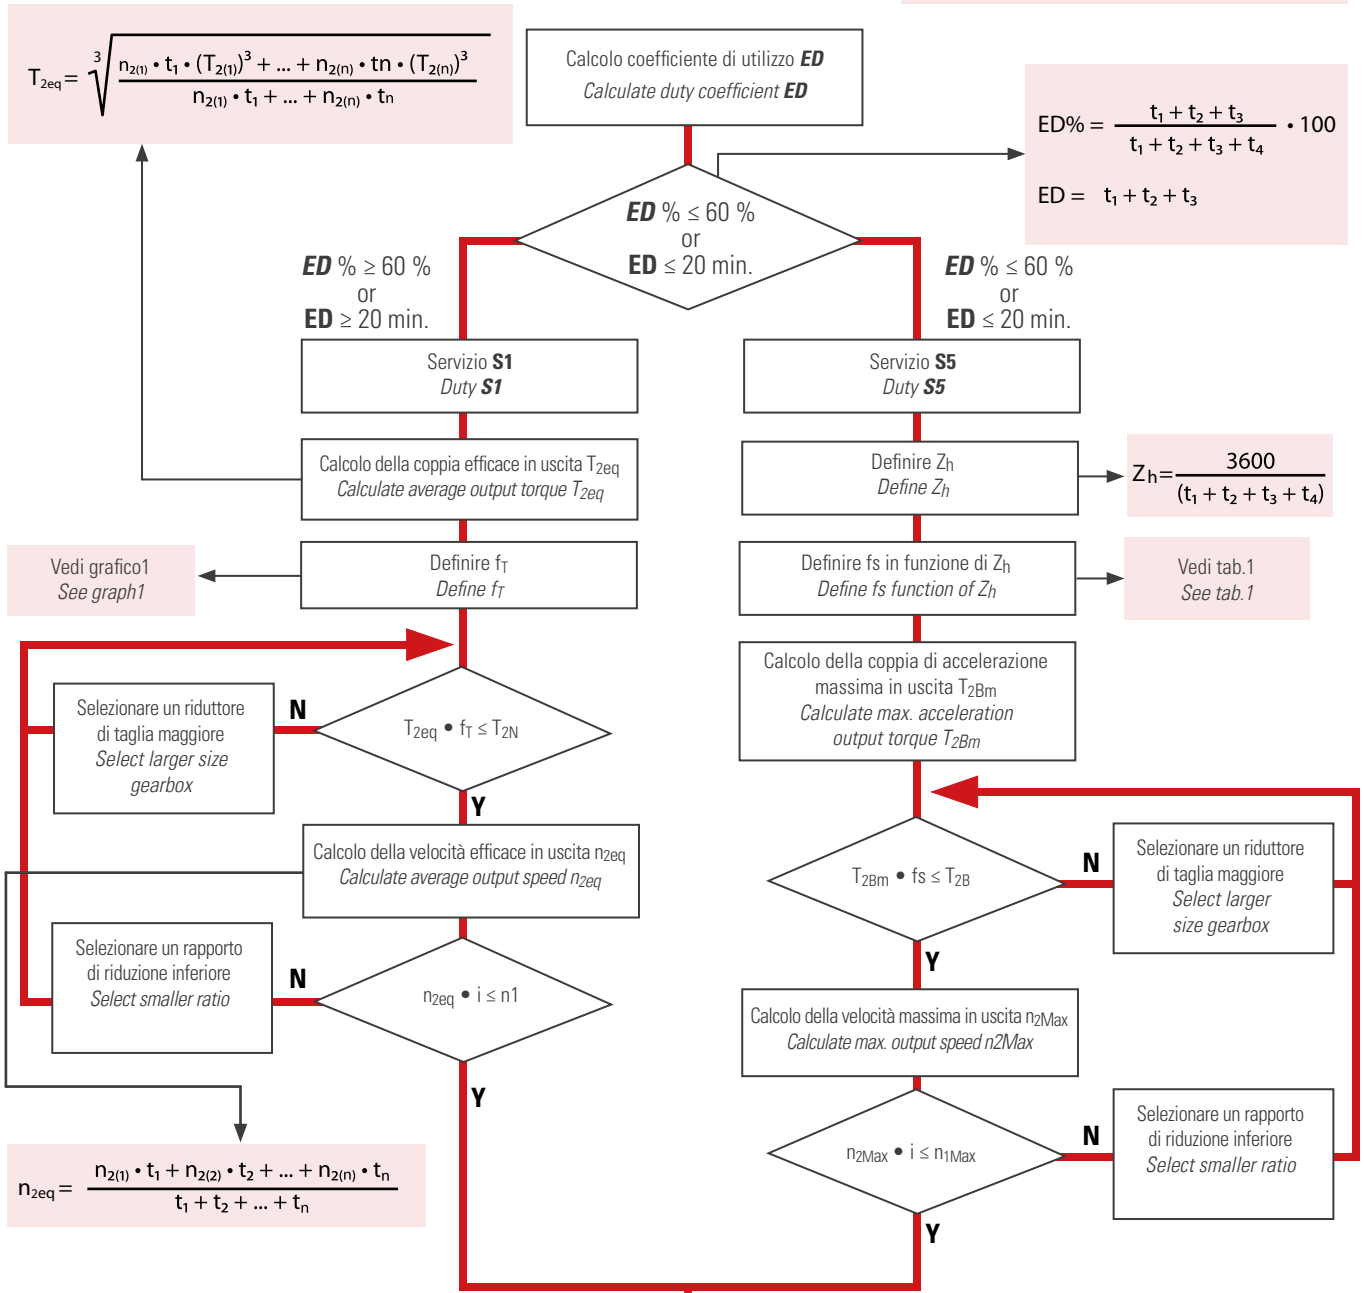 T2eq = 3√ n2(1) • t1 • (T2(1))³ + ... + n2(n) • tn • (T2(n))³
n2(1) • t1 + ... + n2(n) • tn
Calcolo coefficiente di utilizzo ED
Calculate duty coefficient ED
ED% = t1 + t2 + t3 • 100
t1 + t2 + t3 + t4
ED = t1 + t2 + t3
ED % ≤ 60 %
or
ED ≤ 20 min.
ED % ≥ 60 %
or
ED ≥ 20 min.
ED % ≤ 60 %
or
ED ≤ 20 min.
Servizio S1
Duty S1
Servizio S5
Duty S5
Calcolo della coppia efficace in uscita T2eq
Calculate average output torque T2eq
Definire Zh
Define Zh
Zh= 3600
(t1 + t2 + t3 + t4)
Vedi grafico1
See graph1
Definire fT
Define fT
Definire fs in funzione di Zh
Define fs function of Zh
Vedi tab.1
See tab.1
Calcolo della coppia di accelerazione
massima in uscita T2Bm
Calculate max. acceleration
output torque T2Bm
Selezionare un riduttore
di taglia maggiore
Select larger size
gearbox
N
T2eq • fT ≤ T2N
Y
Calcolo della velocità efficace in uscita n2eq
Calculate average output speed n2eq
T2Bm • fs ≤ T2B
N
Selezionare un riduttore
di taglia maggiore
Select larger
size gearbox
Y
Selezionare un rapporto
di riduzione inferiore
Select smaller ratio
N
n2eq • i ≤ n1
Y
Calcolo della velocità massima in uscita n2Max
Calculate max. output speed n2Max
n2Max • i ≤ n1Max
N
Selezionare un rapporto
di riduzione inferiore
Select smaller ratio
Y
n2eq = n2(1) • t1 + n2(2) • t2 + ... + n2(n) • tn
t1 + t2 + ... + tn